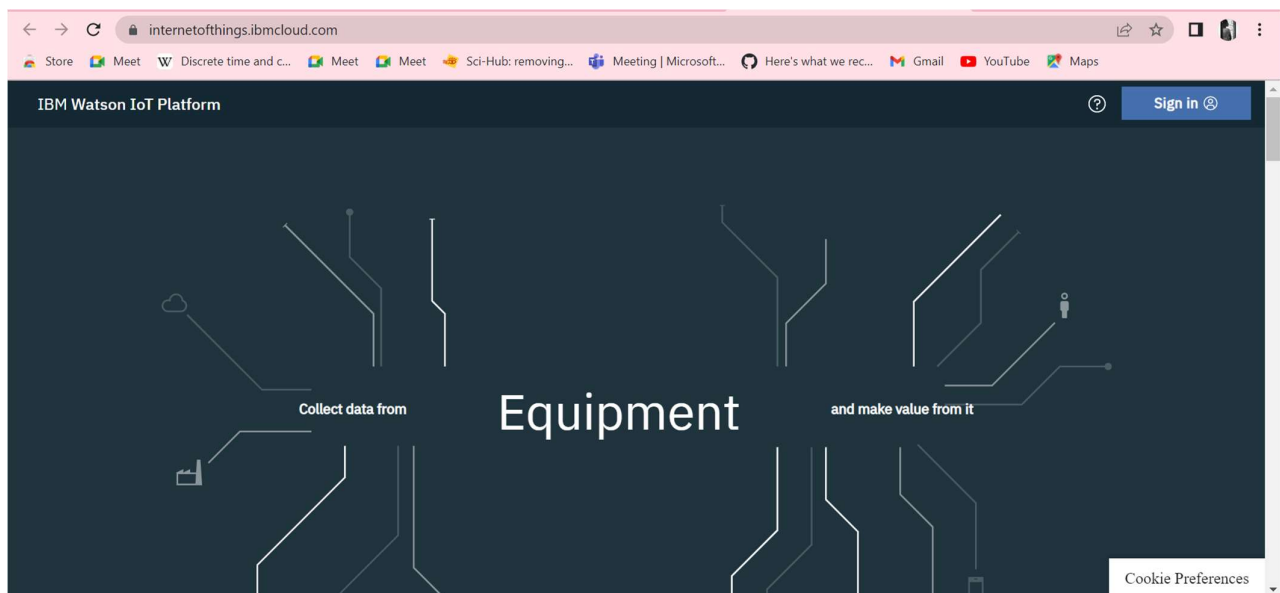 internetofthings.ibmcloud.com
Store Meet Discrete time and c... Meet Meet Sci-Hub: removing... Meeting | Microsoft... Here's what we rec... Gmail YouTube Maps
IBM Watson IoT Platform Sign in
Collect data from Equipment and make value from it
Cookie Preferences